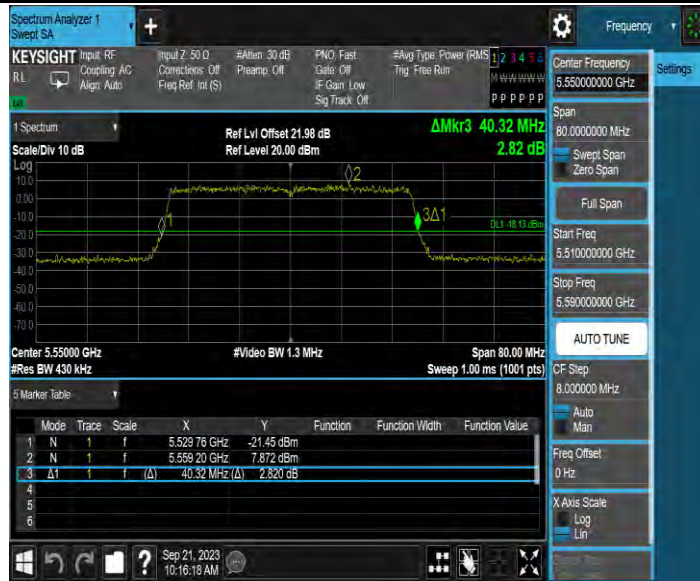 Spectrum Analyzer 1
Swept SA
+
Frequency
KEYSIGHT
RL
Input: RF
Coupling: AC
Align: Auto
Input Z: 50 Ω
Corrections: Off
Freq Ref: Int (S)
#Atten: 30 dB
Preamp: Off
PNO: Fast
Gate: Off
IF Gain: Low
Sig Track: Off
#Avg Type: Power (RMS
Trig: Free Run
1 2 3 4 5 6
M W W W W W
P P P P P P
1 Spectrum
Scale/Div 10 dB
Ref Lvl Offset 21.98 dB
Ref Level 20.00 dBm
ΔMkr3 40.32 MHz
2.82 dB
Log
10.0
0.00
-10.0
-20.0
-30.0
-40.0
-50.0
-60.0
-70.0
1
2
3Δ1
DL1 -18.13 dBm
Center 5.55000 GHz
#Video BW 1.3 MHz
Span 80.00 MHz
#Res BW 430 kHz
Sweep 1.00 ms (1001 pts)
5 Marker Table
Mode Trace Scale X Y Function Function Width Function Value
1 N 1 f 5.529 76 GHz -21.45 dBm
2 N 1 f 5.559 20 GHz 7.872 dBm
3 Δ1 1 f (Δ) 40.32 MHz (Δ) 2.820 dB
4
5
6
?
Sep 21, 2023
10:16:18 AM
Center Frequency
5.550000000 GHz
Settings
Span
80.0000000 MHz
Swept Span
Zero Span
Full Span
Start Freq
5.510000000 GHz
Stop Freq
5.590000000 GHz
AUTO TUNE
CF Step
8.000000 MHz
Auto
Man
Freq Offset
0 Hz
X Axis Scale
Log
Lin